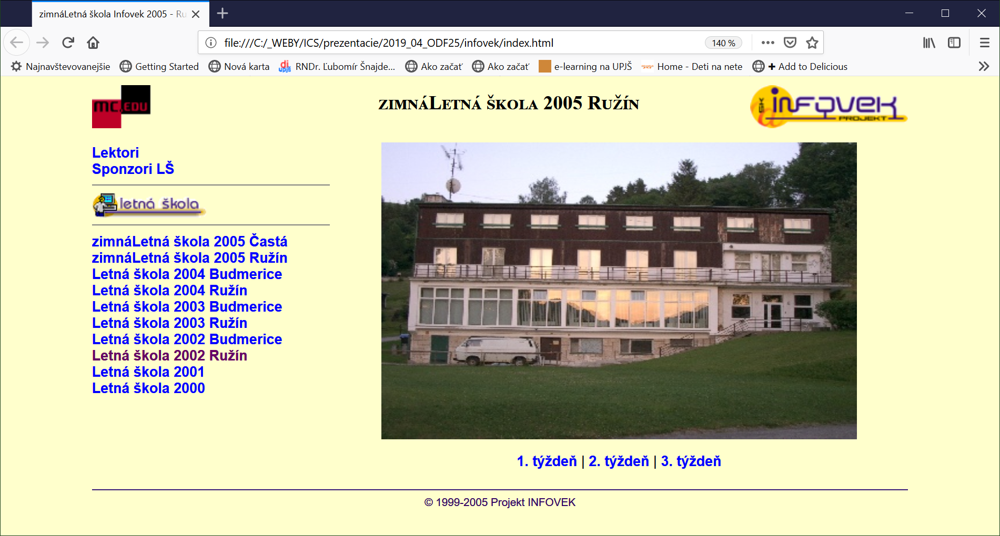 zimnáLetná škola Infovek 2005 - Ru
file:///C:/_WEBY/ICS/prezentacie/2019_04_ODF25/infovek/index.html 140 %
Najnavštevovanejšie Getting Started Nová karta RNDr. Ľubomír Šnajde... Ako začať Ako začať e-learning na UPJŠ Home - Deti na nete + Add to Delicious
mc.edu
zimnáLetná škola 2005 Ružín
infovek
PROJEKT
Lektori
Sponzori LŠ
letná škola
zimnáLetná škola 2005 Častá
zimnáLetná škola 2005 Ružín
Letná škola 2004 Budmerice
Letná škola 2004 Ružín
Letná škola 2003 Budmerice
Letná škola 2003 Ružín
Letná škola 2002 Budmerice
Letná škola 2002 Ružín
Letná škola 2001
Letná škola 2000
1. týždeň | 2. týždeň | 3. týždeň
© 1999-2005 Projekt INFOVEK